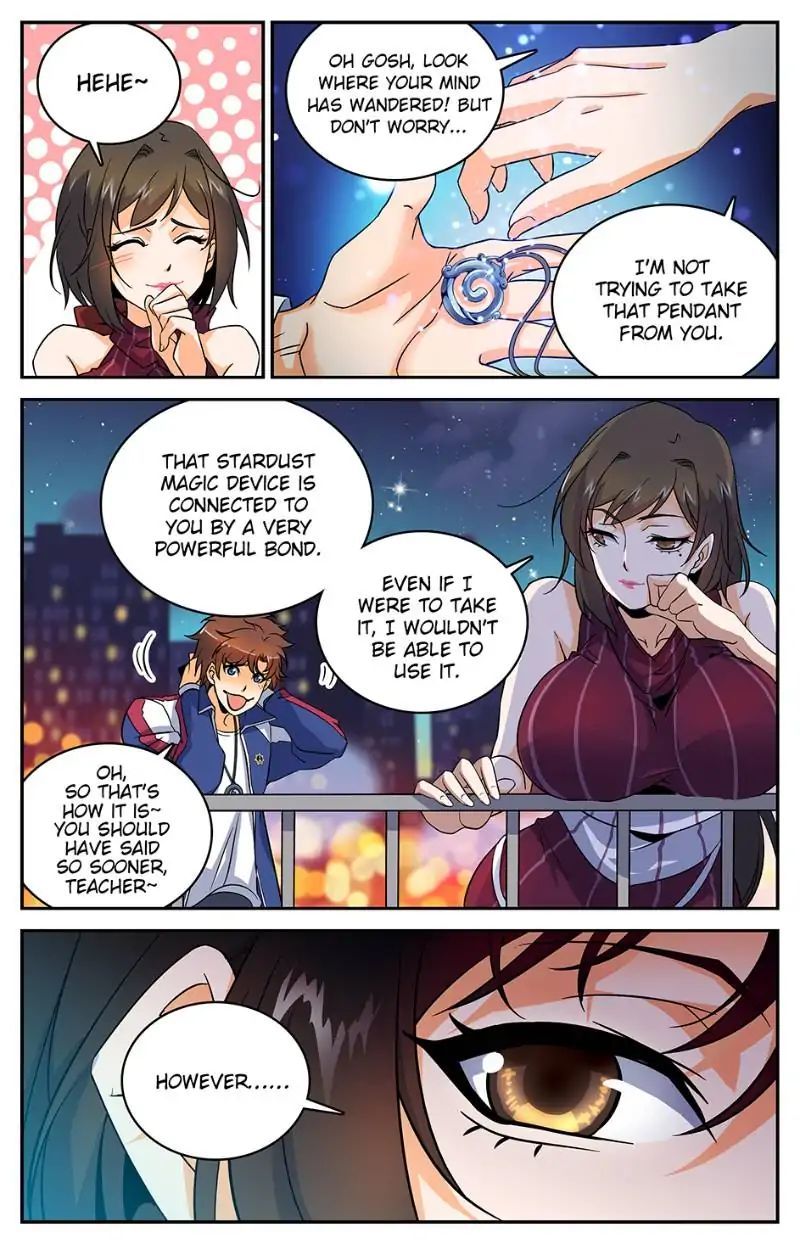 HEHE~
OH GOSH, LOOK
WHERE YOUR MIND
HAS WANDERED! BUT
DON'T WORRY...
I'M NOT
TRYING TO TAKE
THAT PENDANT
FROM YOU.
THAT STARDUST
MAGIC DEVICE IS
CONNECTED TO
YOU BY A VERY
POWERFUL BOND.
EVEN IF I
WERE TO TAKE
IT, I WOULDN'T
BE ABLE TO
USE IT.
OH,
SO THAT'S
HOW IT IS~
YOU SHOULD
HAVE SAID
SO SOONER,
TEACHER~
HOWEVER......